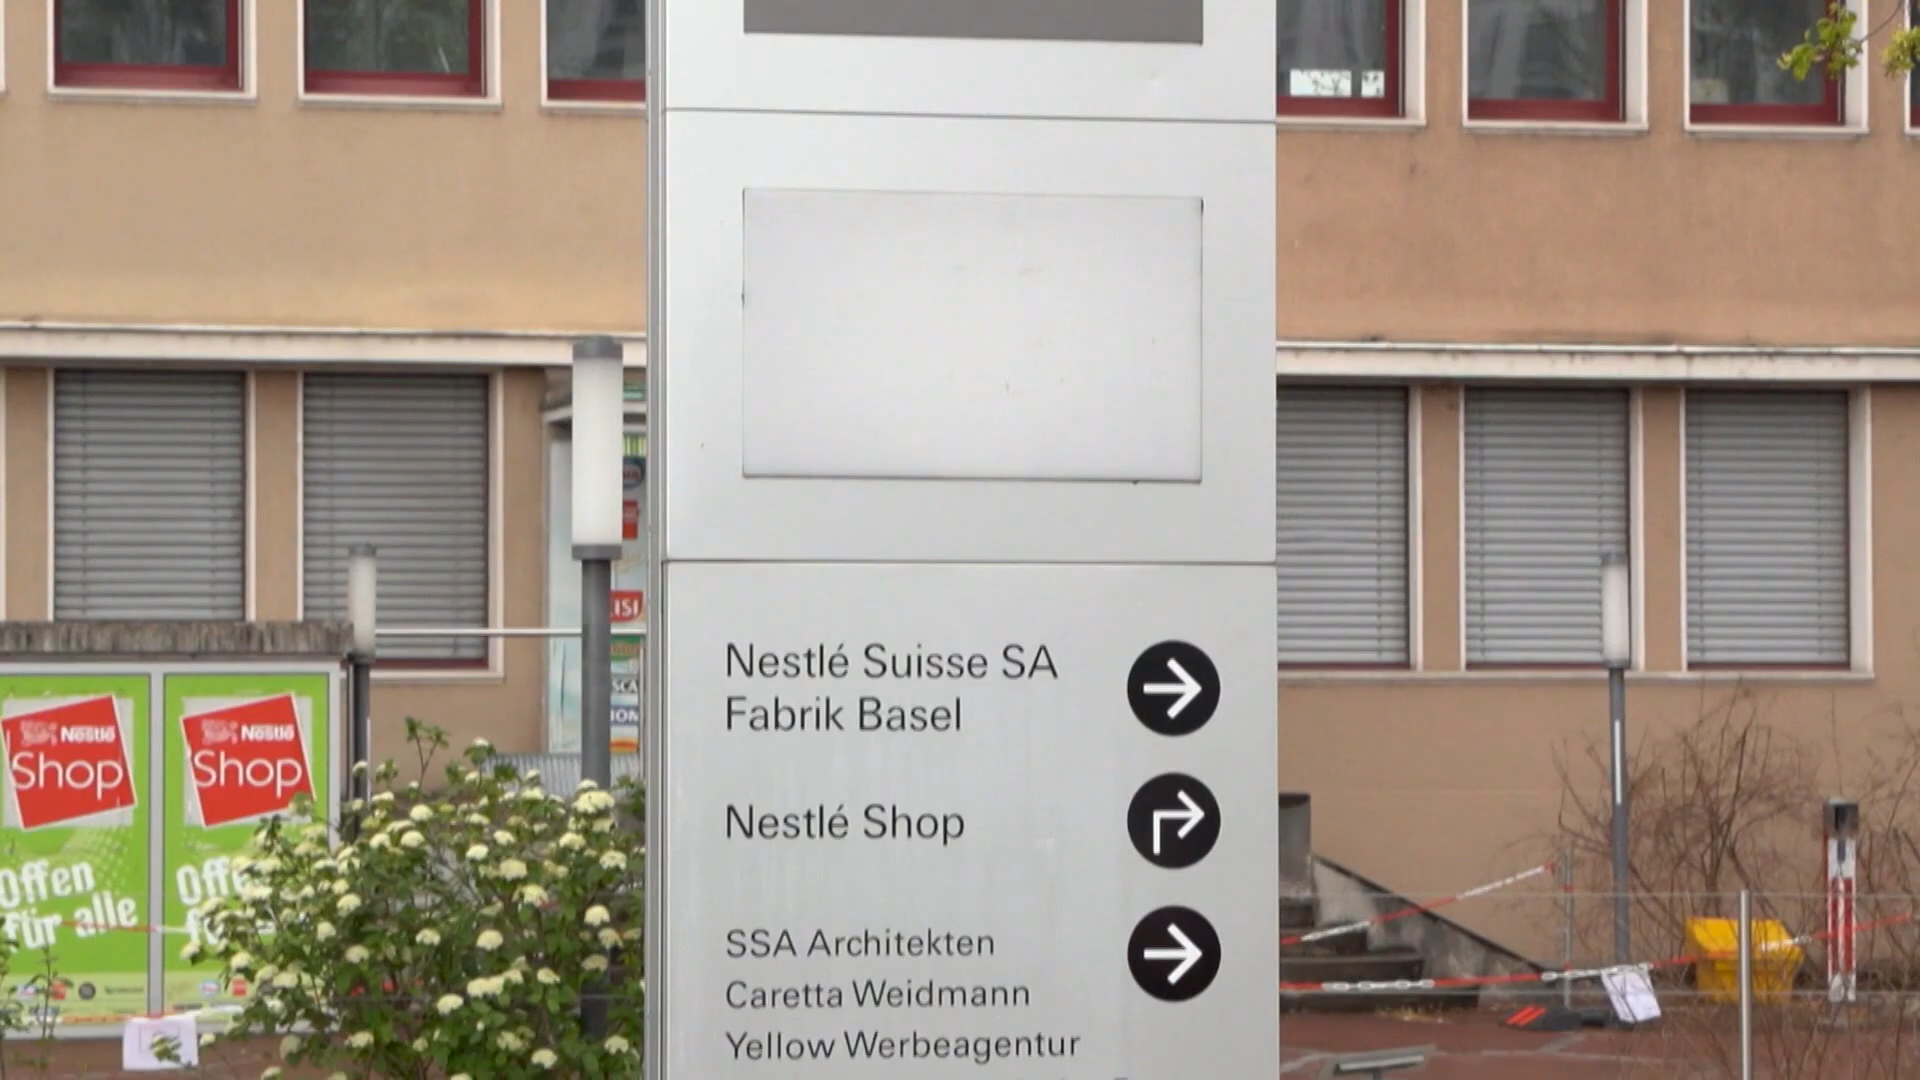 Nestlé Suisse SA
Fabrik Basel
Nestlé Shop
SSA Architekten
Caretta Weidmann
Yellow Werbeagentur
Nestlé
Shop
Offen
für alle
Nestlé
Shop